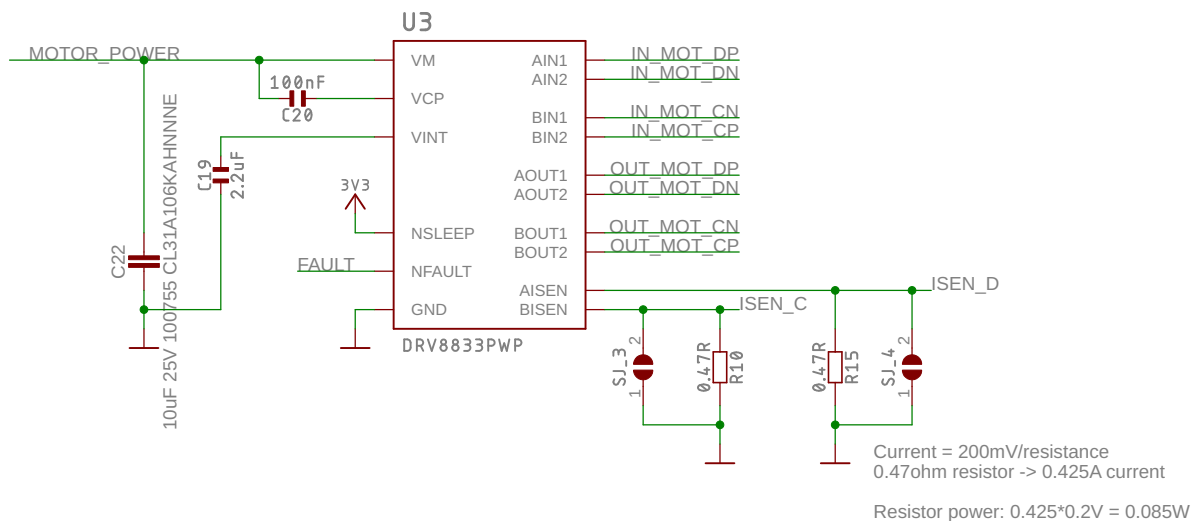 U3
MOTOR_POWER
VM
AIN1
IN_MOT_DP
AIN2
IN_MOT_DN
100nF
C20
VCP
BIN1
IN_MOT_CN
VINT
BIN2
IN_MOT_CP
C19
2.2uF
AOUT1
OUT_MOT_DP
AOUT2
OUT_MOT_DN
3V3
NSLEEP
BOUT1
OUT_MOT_CN
BOUT2
OUT_MOT_CP
C22
10uF 25V 100755 CL31A106KAHNNNE
FAULT
NFAULT
AISEN
ISEN_D
GND
BISEN
ISEN_C
DRV8833PWP
SJ_3
2
1
0.47R
R10
0.47R
R15
SJ_4
2
1
Current = 200mV/resistance
0.47ohm resistor -> 0.425A current
Resistor power: 0.425*0.2V = 0.085W